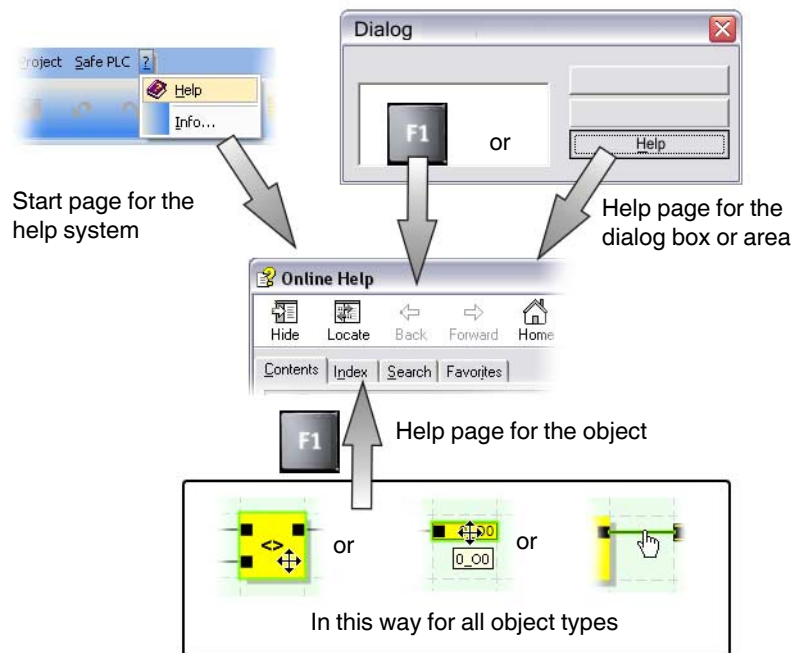 Dialog
Project Safe PLC ?
Help
Info...
F1
or
Help
Start page for the
help system
Help page for the
dialog box or area
Online Help
Hide Locate Back Forward Home
Contents Index Search Favorites
F1
Help page for the object
<>
or
0_O0
or
In this way for all object types